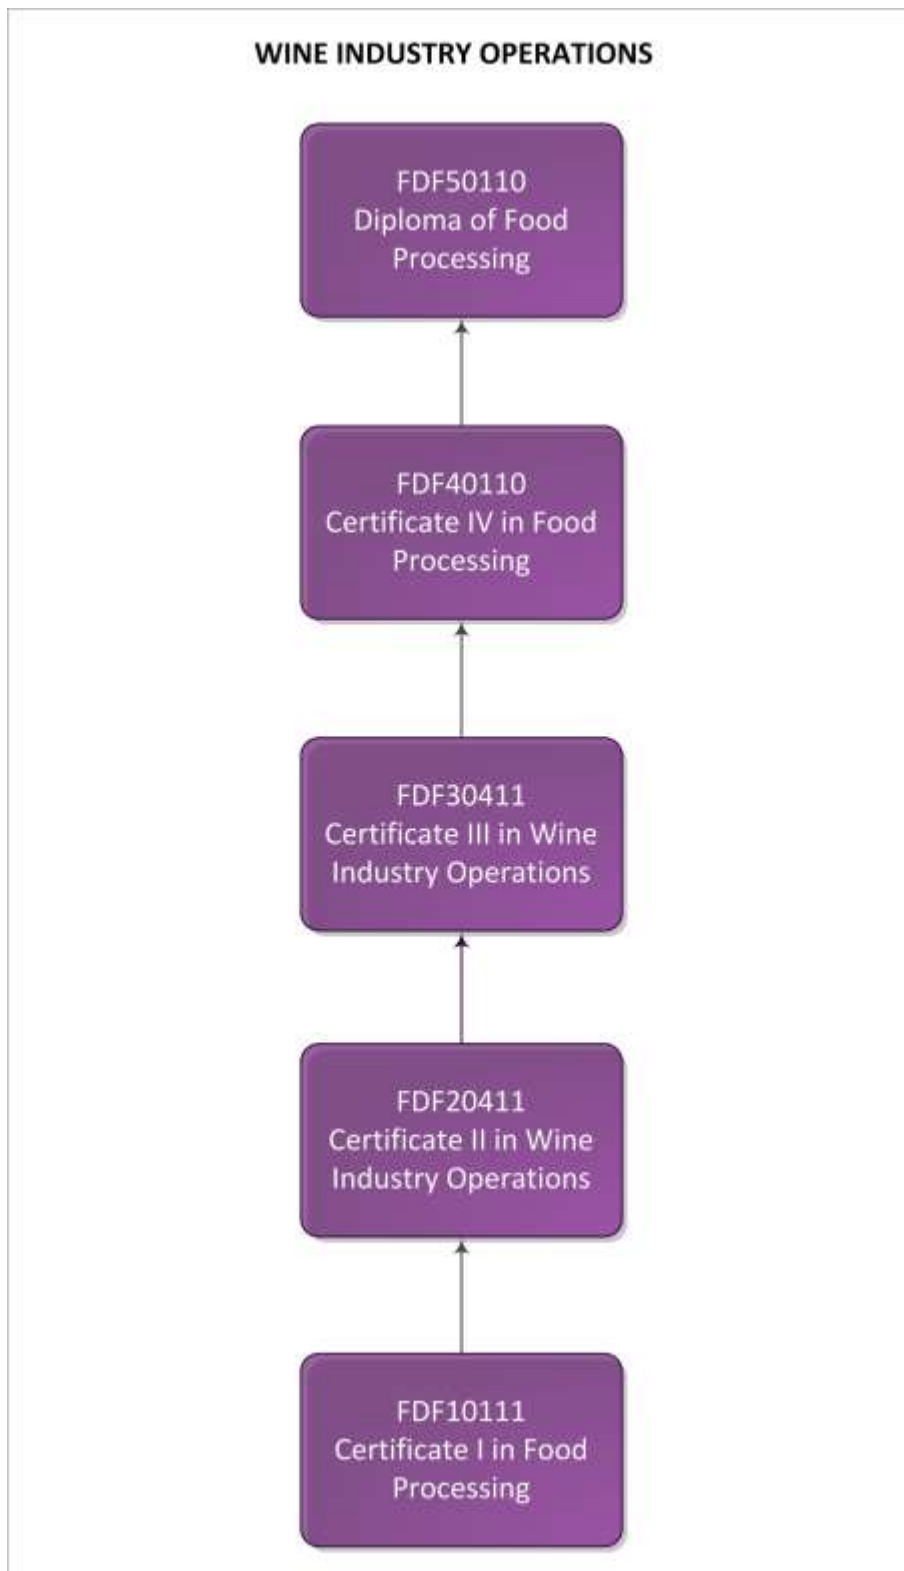 WINE INDUSTRY OPERATIONS
FDF50110
Diploma of Food
Processing
FDF40110
Certificate IV in Food
Processing
FDF30411
Certificate III in Wine
Industry Operations
FDF20411
Certificate II in Wine
Industry Operations
FDF10111
Certificate I in Food
Processing